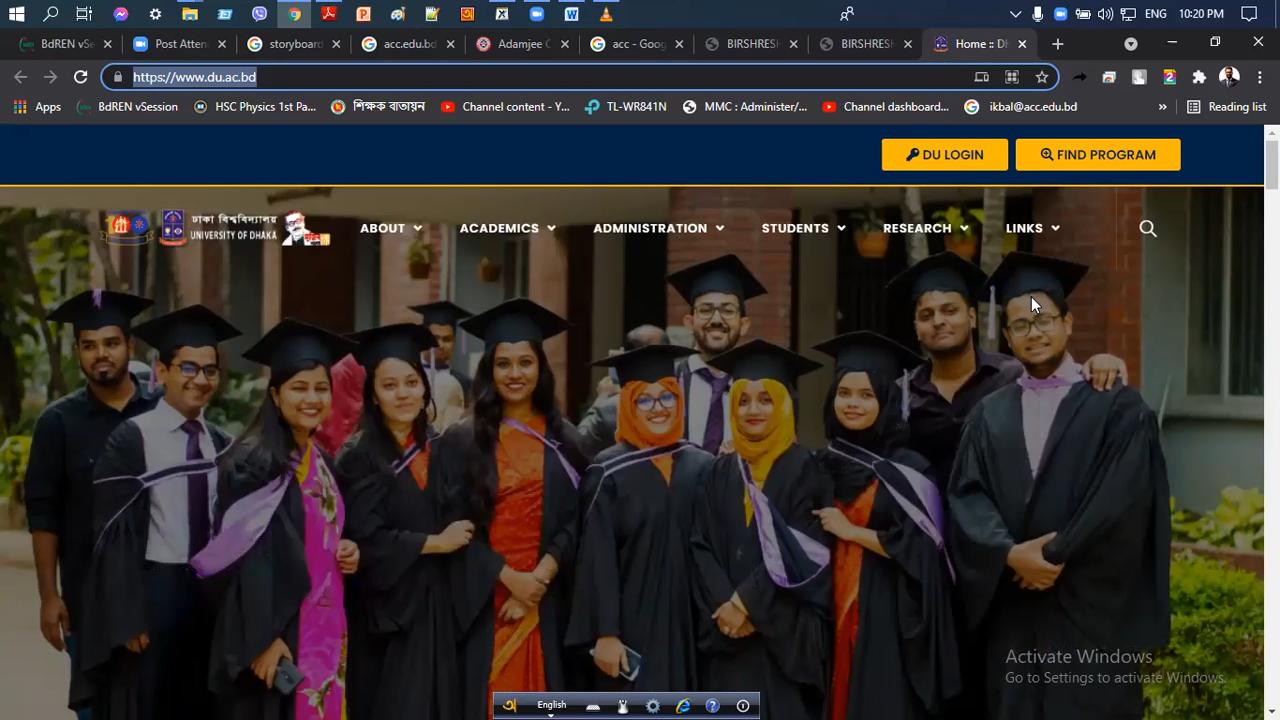 ENG
10:20 PM
BdREN vSe
Post Atten
storyboard
acc.edu.bd
Adamjee C
acc - Goog
BIRSHRESH
BIRSHRESH
Home :: DH
https://www.du.ac.bd
Apps
BdREN vSession
HSC Physics 1st Pa...
শিক্ষক বাতায়ন
Channel content - Y...
TL-WR841N
MMC : Administer/...
Channel dashboard...
ikbal@acc.edu.bd
»
Reading list
DU LOGIN
FIND PROGRAM
ঢাকা বিশ্ববিদ্যালয়
UNIVERSITY OF DHAKA
ABOUT
ACADEMICS
ADMINISTRATION
STUDENTS
RESEARCH
LINKS
Activate Windows
Go to Settings to activate Windows.
English